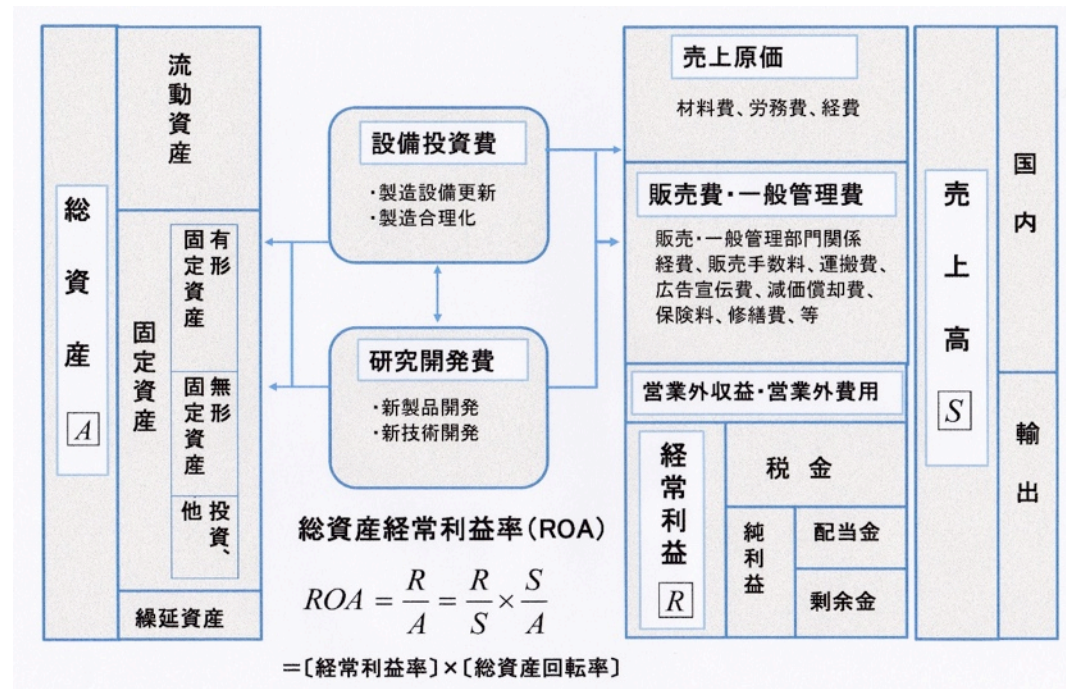 総資産
A
流動資産
固定資産
有形
固定資産
無形
固定資産
投資、
他
繰延資産
設備投資費
・製造設備更新
・製造合理化
研究開発費
・新製品開発
・新技術開発
総資産経常利益率(ROA)
ROA = R/A = R/S × S/A
=〔経常利益率〕×〔総資産回転率〕
売上原価
材料費、労務費、経費
販売費・一般管理費
販売・一般管理部門関係
経費、販売手数料、運搬費、
広告宣伝費、減価償却費、
保険料、修繕費、等
営業外収益・営業外費用
経常利益
R
税金
純利益
配当金
剰余金
売上高
S
国内
輸出